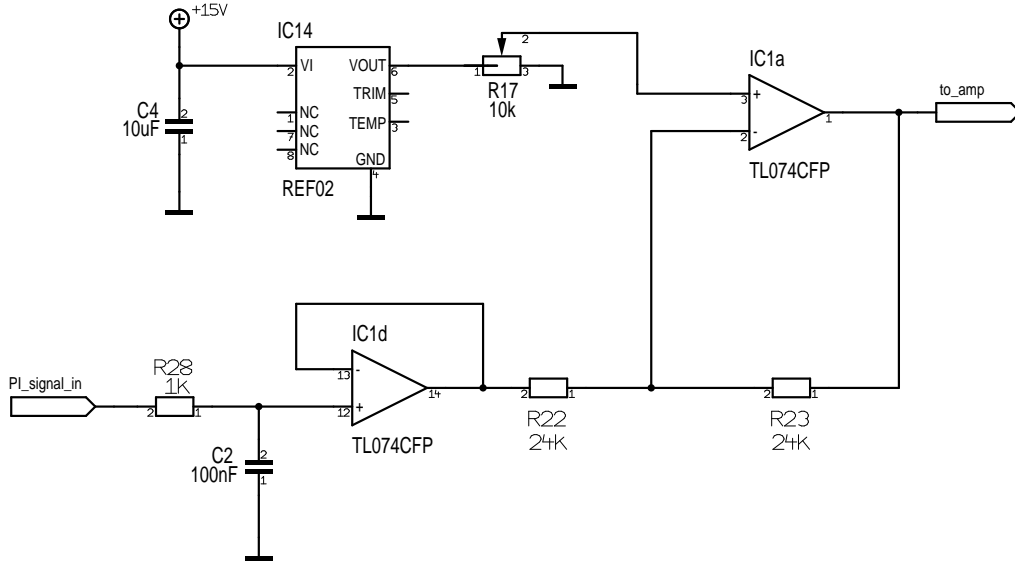 +15V
IC14
2
VI
VOUT
6
TRIM
5
1
NC
7
NC
TEMP
3
8
NC
GND
4
REF02
C4
10uF
2
1
1
2
3
R17
10k
IC1a
3
+
2
-
1
TL074CFP
to_amp
IC1d
13
-
12
+
14
TL074CFP
PI_signal_in
R28
1K
2
1
C2
100nF
2
1
2
1
R22
24K
2
1
R23
24K